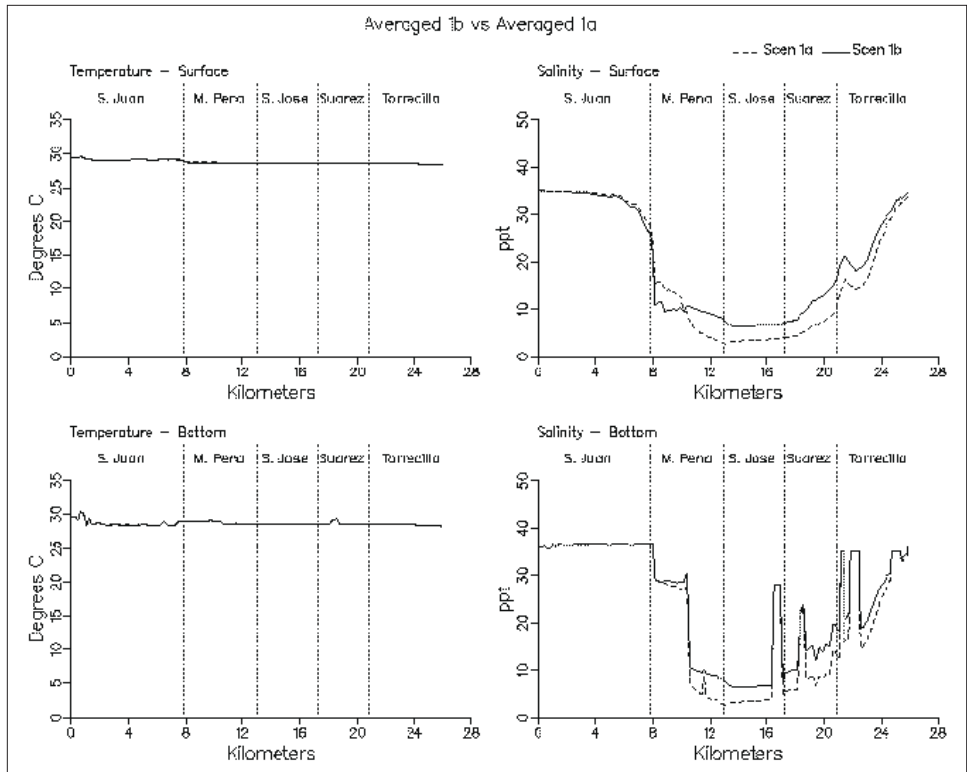 Averaged 1b vs Averaged 1a
Scen 1a Scen 1b
Temperature – Surface
S. Juan M. Pena S. Jose Suarez Torrecilla
Degrees C
35
30
25
20
15
10
5
0
0 4 8 12 16 20 24 28
Kilometers
Salinity – Surface
S. Juan M. Pena S. Jose Suarez Torrecilla
ppt
50
40
30
20
10
0
0 4 8 12 16 20 24 28
Kilometers
Temperature – Bottom
S. Juan M. Pena S. Jose Suarez Torrecilla
Degrees C
35
30
25
20
15
10
5
0
0 4 8 12 16 20 24 28
Kilometers
Salinity – Bottom
S. Juan M. Pena S. Jose Suarez Torrecilla
ppt
50
40
30
20
10
0
0 4 8 12 16 20 24 28
Kilometers